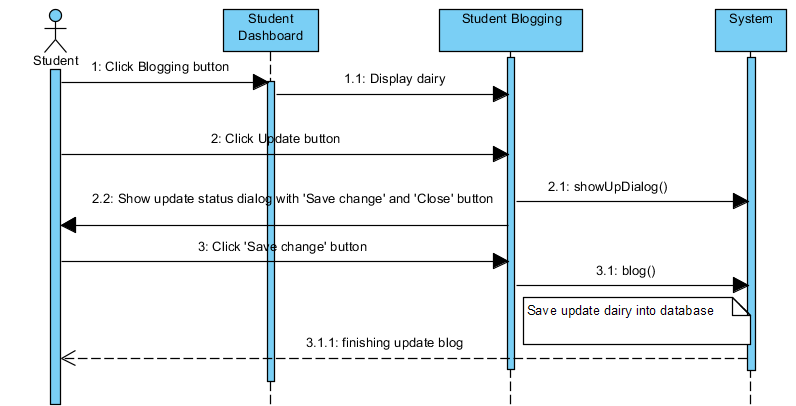 Student
Dashboard
Student Blogging
System
Student
1: Click Blogging button
1.1: Display dairy
2: Click Update button
2.1: showUpDialog()
2.2: Show update status dialog with 'Save change' and 'Close' button
3: Click 'Save change' button
3.1: blog()
Save update dairy into database
3.1.1: finishing update blog